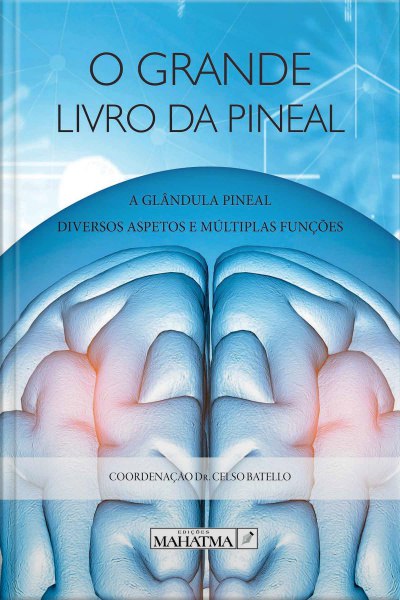 O GRANDE
LIVRO DA PINEAL
A GLÂNDULA PINEAL
DIVERSOS ASPETOS E MÚLTIPLAS FUNÇÕES
COORDENAÇÃO DR. CELSO BATELLO
EDIÇÕES
MAHATMA